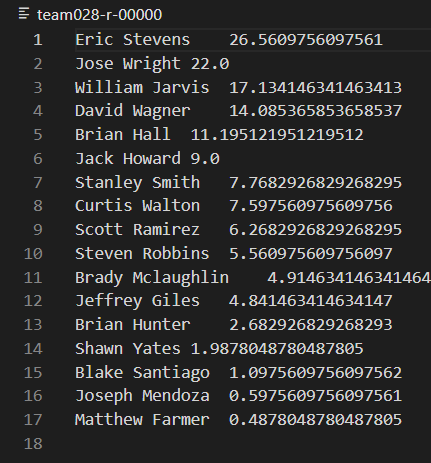 team028-r-00000
1 Eric Stevens 26.5609756097561
2 Jose Wright 22.0
3 William Jarvis 17.134146341463413
4 David Wagner 14.085365853658537
5 Brian Hall 11.195121951219512
6 Jack Howard 9.0
7 Stanley Smith 7.7682926829268295
8 Curtis Walton 7.597560975609756
9 Scott Ramirez 6.2682926829268295
10 Steven Robbins 5.560975609756097
11 Brady Mclaughlin 4.914634146341464
12 Jeffrey Giles 4.841463414634147
13 Brian Hunter 2.682926829268293
14 Shawn Yates 1.9878048780487805
15 Blake Santiago 1.0975609756097562
16 Joseph Mendoza 0.5975609756097561
17 Matthew Farmer 0.4878048780487805
18